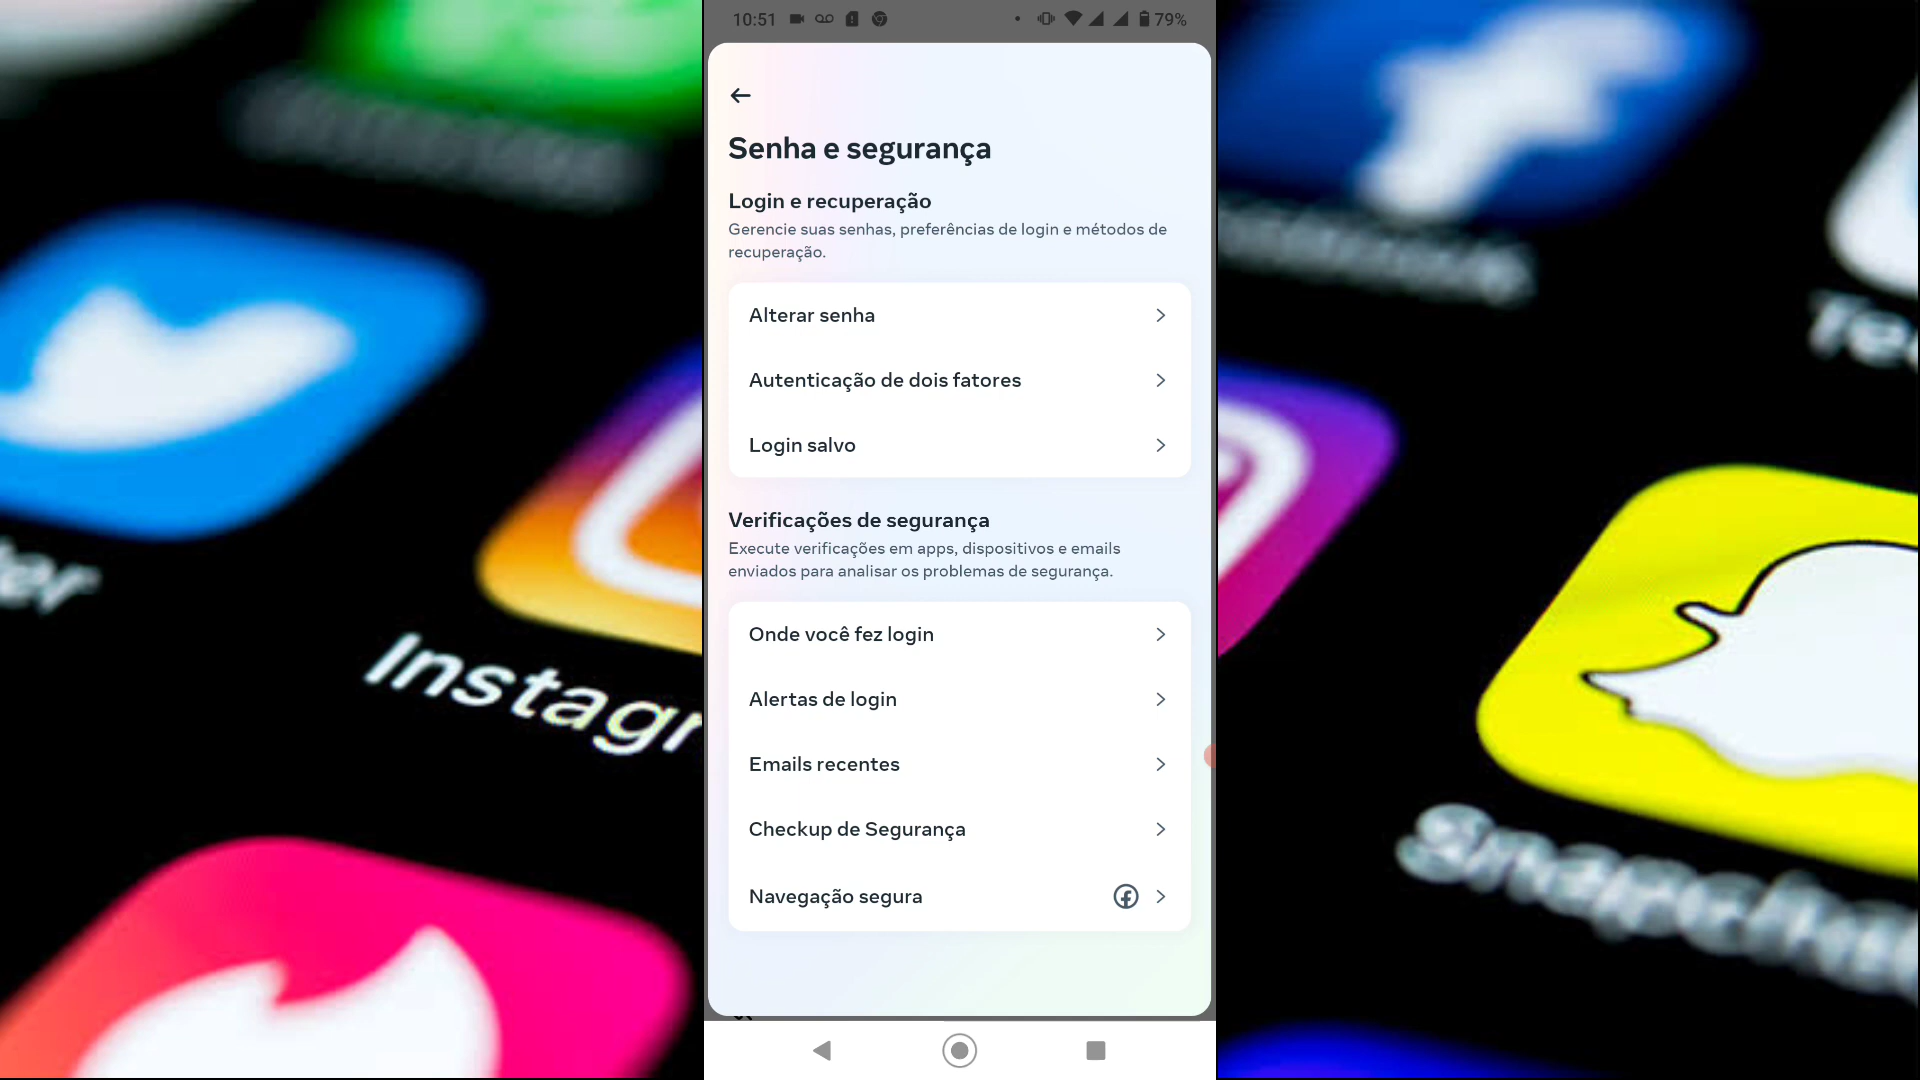 10:51
79%
Senha e segurança
Login e recuperação
Gerencie suas senhas, preferências de login e métodos de
recuperação.
Alterar senha
Autenticação de dois fatores
Login salvo
Verificações de segurança
Execute verificações em apps, dispositivos e emails
enviados para analisar os problemas de segurança.
Onde você fez login
Alertas de login
Emails recentes
Checkup de Segurança
Navegação segura
ter
Instagr
Snapchat